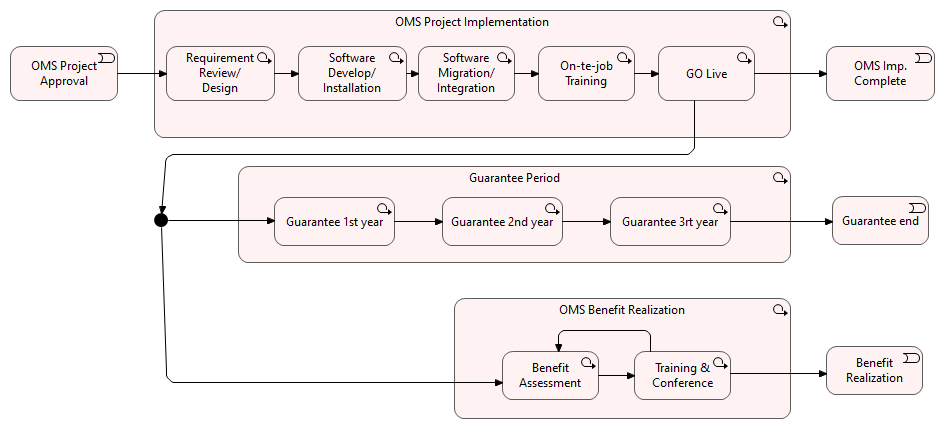 OMS Project Implementation
OMS Project
Approval
Requirement
Review/
Design
Software
Develop/
Installation
Software
Migration/
Integration
On-te-job
Training
GO Live
OMS Imp.
Complete
Guarantee Period
Guarantee 1st year
Guarantee 2nd year
Guarantee 3rt year
Guarantee end
OMS Benefit Realization
Benefit
Assessment
Training &
Conference
Benefit
Realization